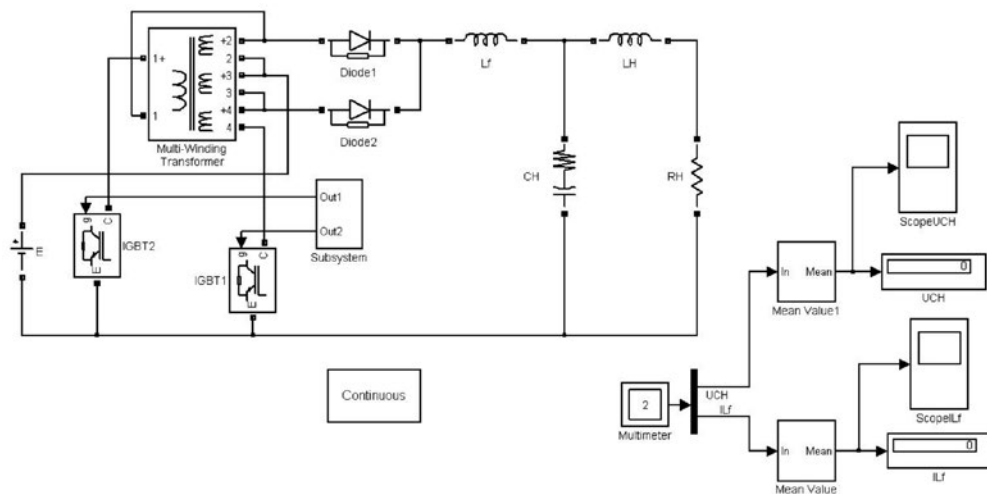 1+
1
+2
2
+3
3
+4
4
Multi-Winding
Transformer
Diode1
Diode2
Lf
LH
CH
RH
E
g
C
E
IGBT2
g
C
E
IGBT1
Out1
Out2
Subsystem
Continuous
2
Multimeter
UCH
ILf
In
Mean
Mean Value1
In
Mean
Mean Value
ScopeUCH
0
UCH
ScopeILf
0
ILf